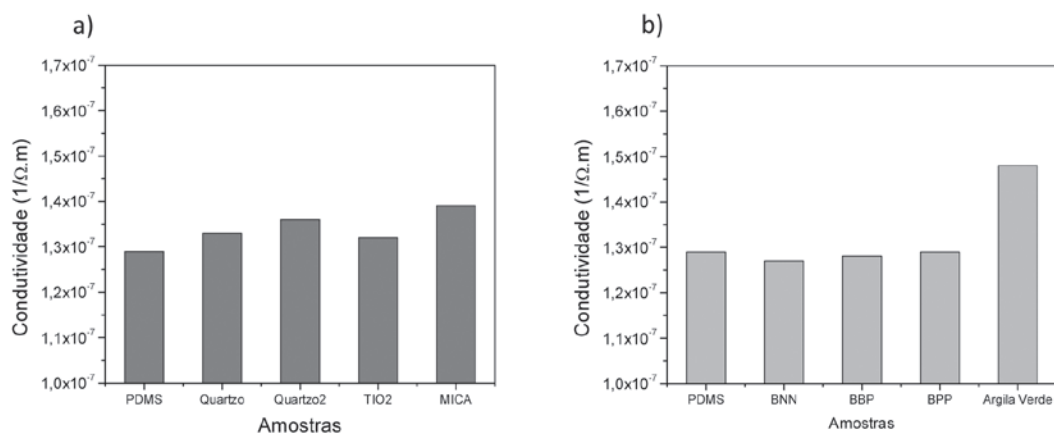 a)
1,7x10⁻⁷
1,6x10⁻⁷
1,5x10⁻⁷
1,4x10⁻⁷
1,3x10⁻⁷
1,2x10⁻⁷
1,1x10⁻⁷
1,0x10⁻⁷
Condutividade (1/Ω.m)
PDMS Quartzo Quartzo2 TIO2 MICA
Amostras
b)
1,7x10⁻⁷
1,6x10⁻⁷
1,5x10⁻⁷
1,4x10⁻⁷
1,3x10⁻⁷
1,2x10⁻⁷
1,1x10⁻⁷
1,0x10⁻⁷
Condutividade (1/Ω.m)
PDMS BNN BBP BPP Argila Verde
Amostras